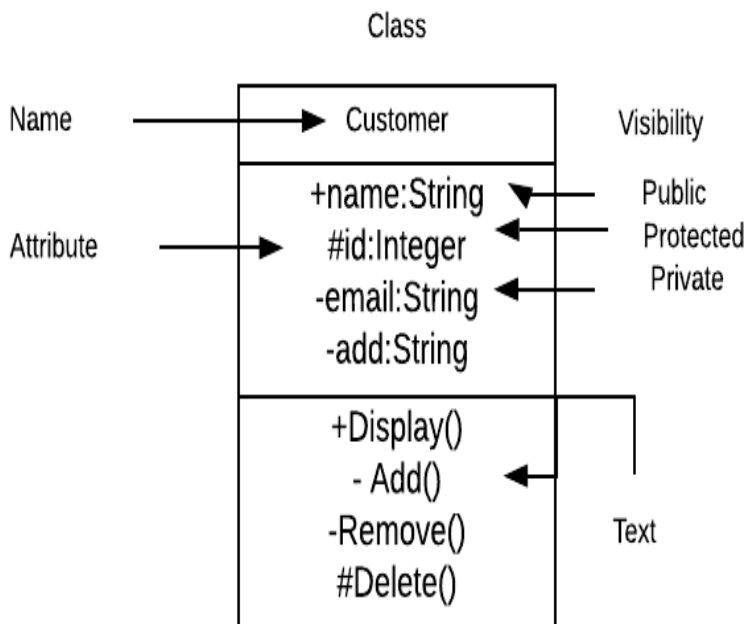 Class
Name
Customer
Visibility
+name:String
Public
Attribute
#id:Integer
Protected
-email:String
Private
-add:String
+Display()
- Add()
-Remove()
Text
#Delete()